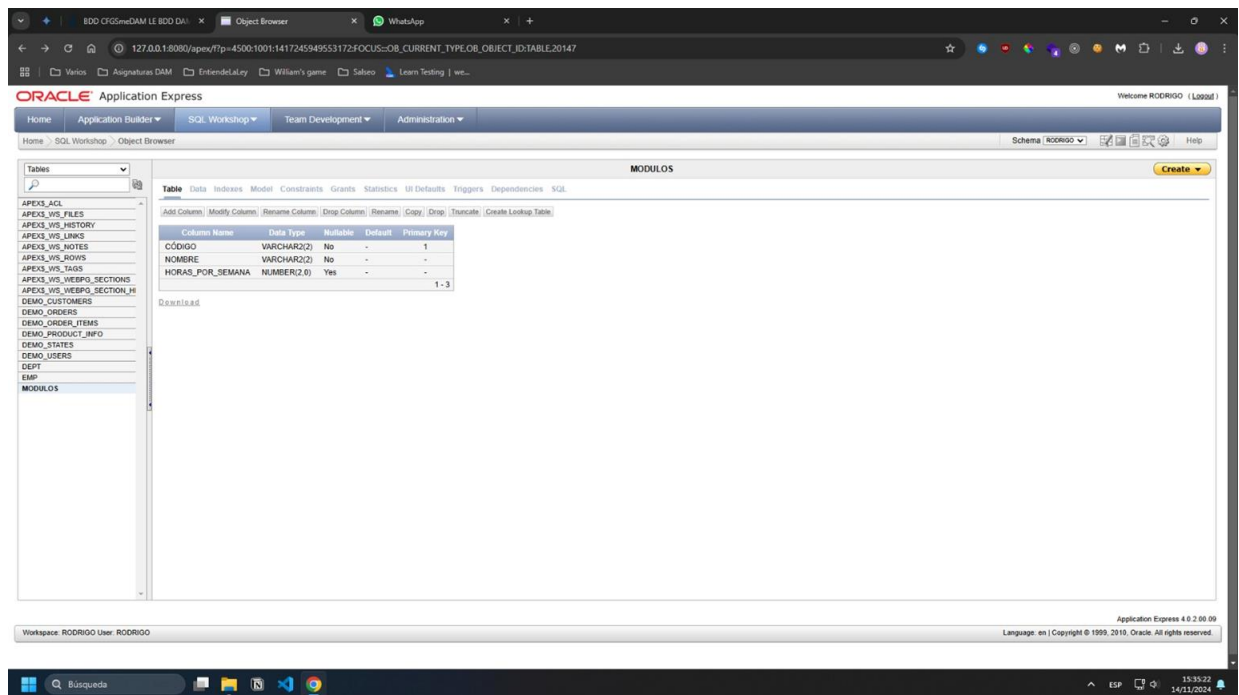 BDD CFGSmeDAM LE BDD DAM
Object Browser
WhatsApp
127.0.0.1:8080/apex/f?p=4500:1001:1417245949553172:FOCUS:::OB_CURRENT_TYPE,OB_OBJECT_ID:TABLE,20147
Varios Asignaturas DAM EntiendeLaLey William's game Salseo Learn Testing | we...
ORACLE Application Express
Welcome RODRIGO (Logout)
Home Application Builder SQL Workshop Team Development Administration
Home SQL Workshop Object Browser
Schema RODRIGO Help
Tables
MODULOS
Create
Table Data Indexes Model Constraints Grants Statistics UI Defaults Triggers Dependencies SQL
Add Column Modify Column Rename Column Drop Column Rename Copy Drop Truncate Create Lookup Table
Column Name Data Type Nullable Default Primary Key
CÓDIGO VARCHAR2(2) No - 1
NOMBRE VARCHAR2(2) No - -
HORAS_POR_SEMANA NUMBER(2,0) Yes - -
1 - 3
Download
APEX$_ACL
APEX$_WS_FILES
APEX$_WS_HISTORY
APEX$_WS_LINKS
APEX$_WS_NOTES
APEX$_WS_ROWS
APEX$_WS_TAGS
APEX$_WS_WEBPG_SECTIONS
APEX$_WS_WEBPG_SECTION_HI
DEMO_CUSTOMERS
DEMO_ORDERS
DEMO_ORDER_ITEMS
DEMO_PRODUCT_INFO
DEMO_STATES
DEMO_USERS
DEPT
EMP
MODULOS
Application Express 4.0.2.00.09
Workspace: RODRIGO User: RODRIGO
Language: en | Copyright © 1999, 2010, Oracle. All rights reserved.
Búsqueda
ESP
15:35:22
14/11/2024